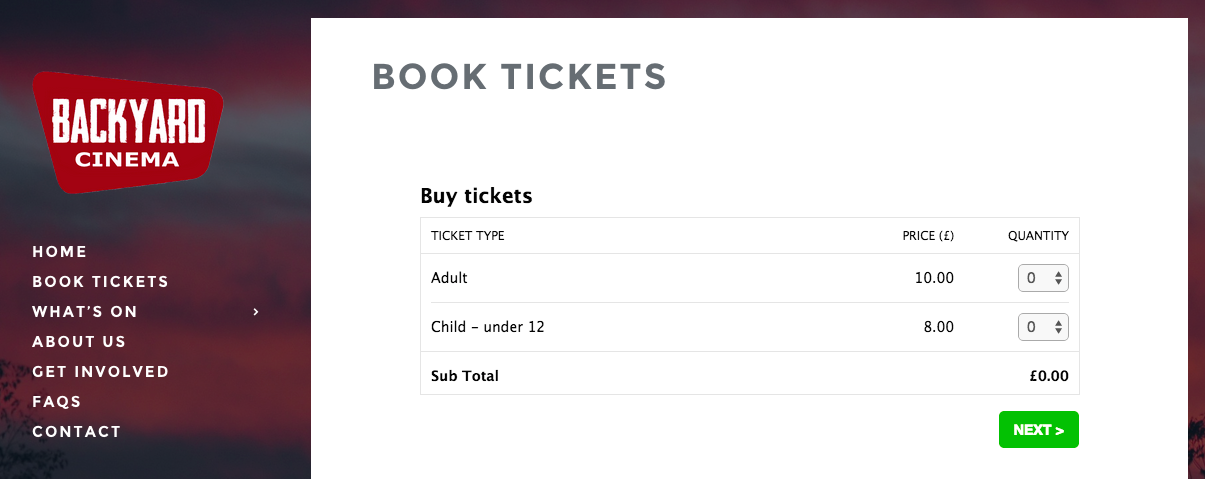 BACKYARD
CINEMA
HOME
BOOK TICKETS
WHAT'S ON ›
ABOUT US
GET INVOLVED
FAQS
CONTACT
BOOK TICKETS
Buy tickets
TICKET TYPE PRICE (£) QUANTITY
Adult 10.00 0
Child – under 12 8.00 0
Sub Total £0.00
NEXT >